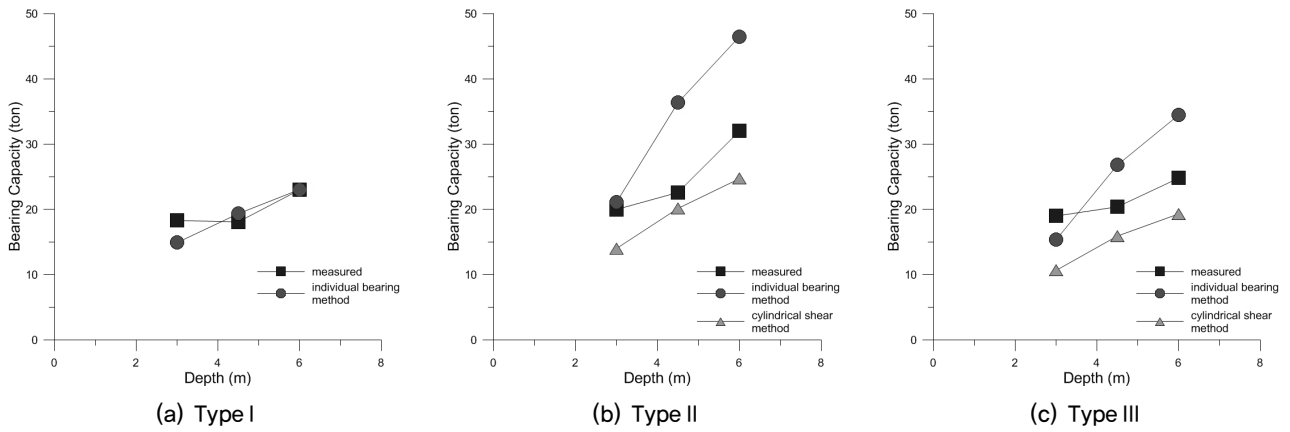 50
40
30
20
10
0
Bearing Capacity (ton)
measured
individual bearing
method
0 2 4 6 8
Depth (m)
(a) Type I
50
40
30
20
10
0
Bearing Capacity (ton)
measured
individual bearing
method
cylindrical shear
method
0 2 4 6 8
Depth (m)
(b) Type II
50
40
30
20
10
0
Bearing Capacity (ton)
measured
individual bearing
method
cylindrical shear
method
0 2 4 6 8
Depth (m)
(c) Type III